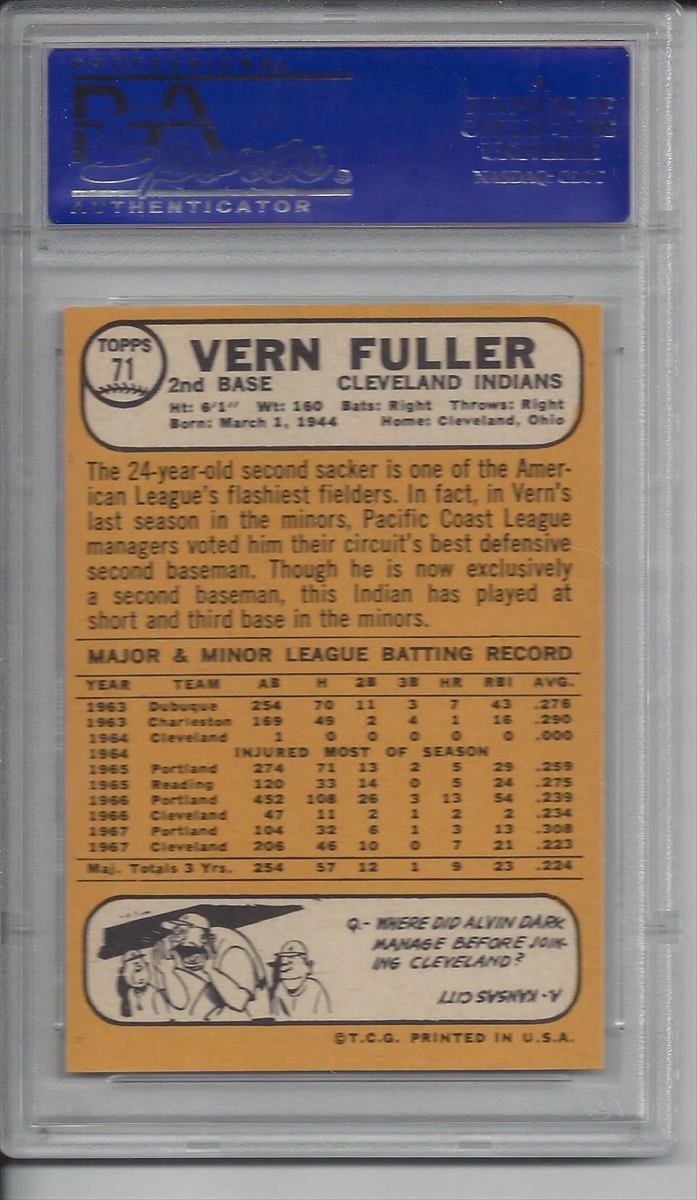 PROFESSIONAL
PSA
Sports®
AUTHENTICATOR
A
DIVISION OF
COLLECTORS
UNIVERSE
NASDAQ: CLCT
TOPPS
71
VERN FULLER
2nd BASE CLEVELAND INDIANS
Ht: 6'1" Wt: 160 Bats: Right Throws: Right
Born: March 1, 1944 Home: Cleveland, Ohio
The 24-year-old second sacker is one of the Amer-
ican League's flashiest fielders. In fact, in Vern's
last season in the minors, Pacific Coast League
managers voted him their circuit's best defensive
second baseman. Though he is now exclusively
a second baseman, this Indian has played at
short and third base in the minors.
MAJOR & MINOR LEAGUE BATTING RECORD
YEAR TEAM AB H 2B 3B HR RBI AVG.
1963 Dubuque 254 70 11 3 7 43 .276
1963 Charleston 169 49 2 4 1 16 .290
1964 Cleveland 1 0 0 0 0 0 .000
1964 INJURED MOST OF SEASON
1965 Portland 274 71 13 2 5 29 .259
1965 Reading 120 33 14 0 5 24 .275
1966 Portland 452 108 26 3 13 54 .239
1966 Cleveland 47 11 2 1 2 2 .234
1967 Portland 104 32 6 1 3 13 .308
1967 Cleveland 206 46 10 0 7 21 .223
Maj. Totals 3 Yrs. 254 57 12 1 9 23 .224
Q.- WHERE DID ALVIN DARK
MANAGE BEFORE JOIN-
ING CLEVELAND?
A.- KANSAS CITY
©T.C.G. PRINTED IN U.S.A.